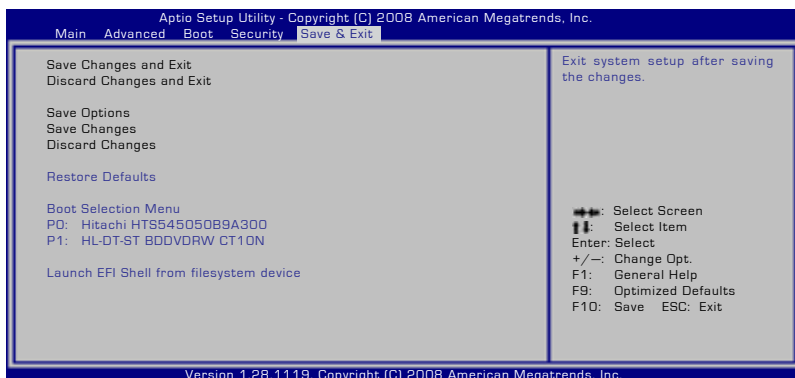 Aptio Setup Utility - Copyright (C) 2008 American Megatrends, Inc.
Main Advanced Boot Security Save & Exit
Save Changes and Exit
Discard Changes and Exit
Save Options
Save Changes
Discard Changes
Restore Defaults
Boot Selection Menu
P0: Hitachi HTS545050B9A300
P1: HL-DT-ST BDDVDRW CT10N
Launch EFI Shell from filesystem device
Exit system setup after saving
the changes.
: Select Screen
: Select Item
Enter: Select
+/—: Change Opt.
F1: General Help
F9: Optimized Defaults
F10: Save ESC: Exit
Version 1.28.1119. Copyright (C) 2008 American Megatrends, Inc.